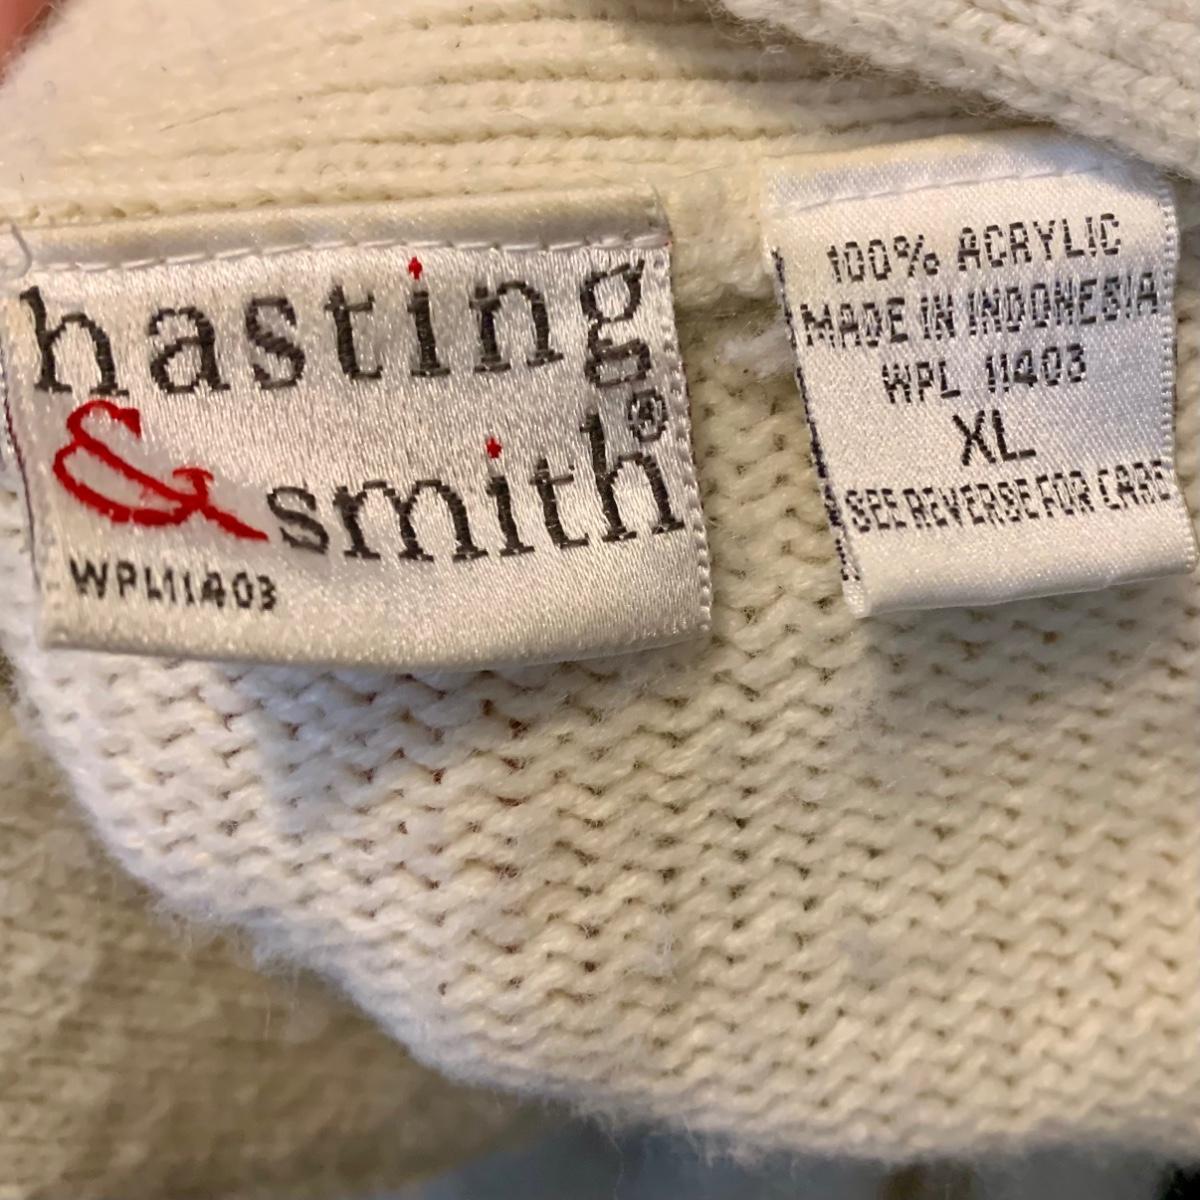 hasting
& smith®
WPL11403
100% ACRYLIC
MADE IN INDONESIA
WPL 11403
XL
SEE REVERSE FOR CARE